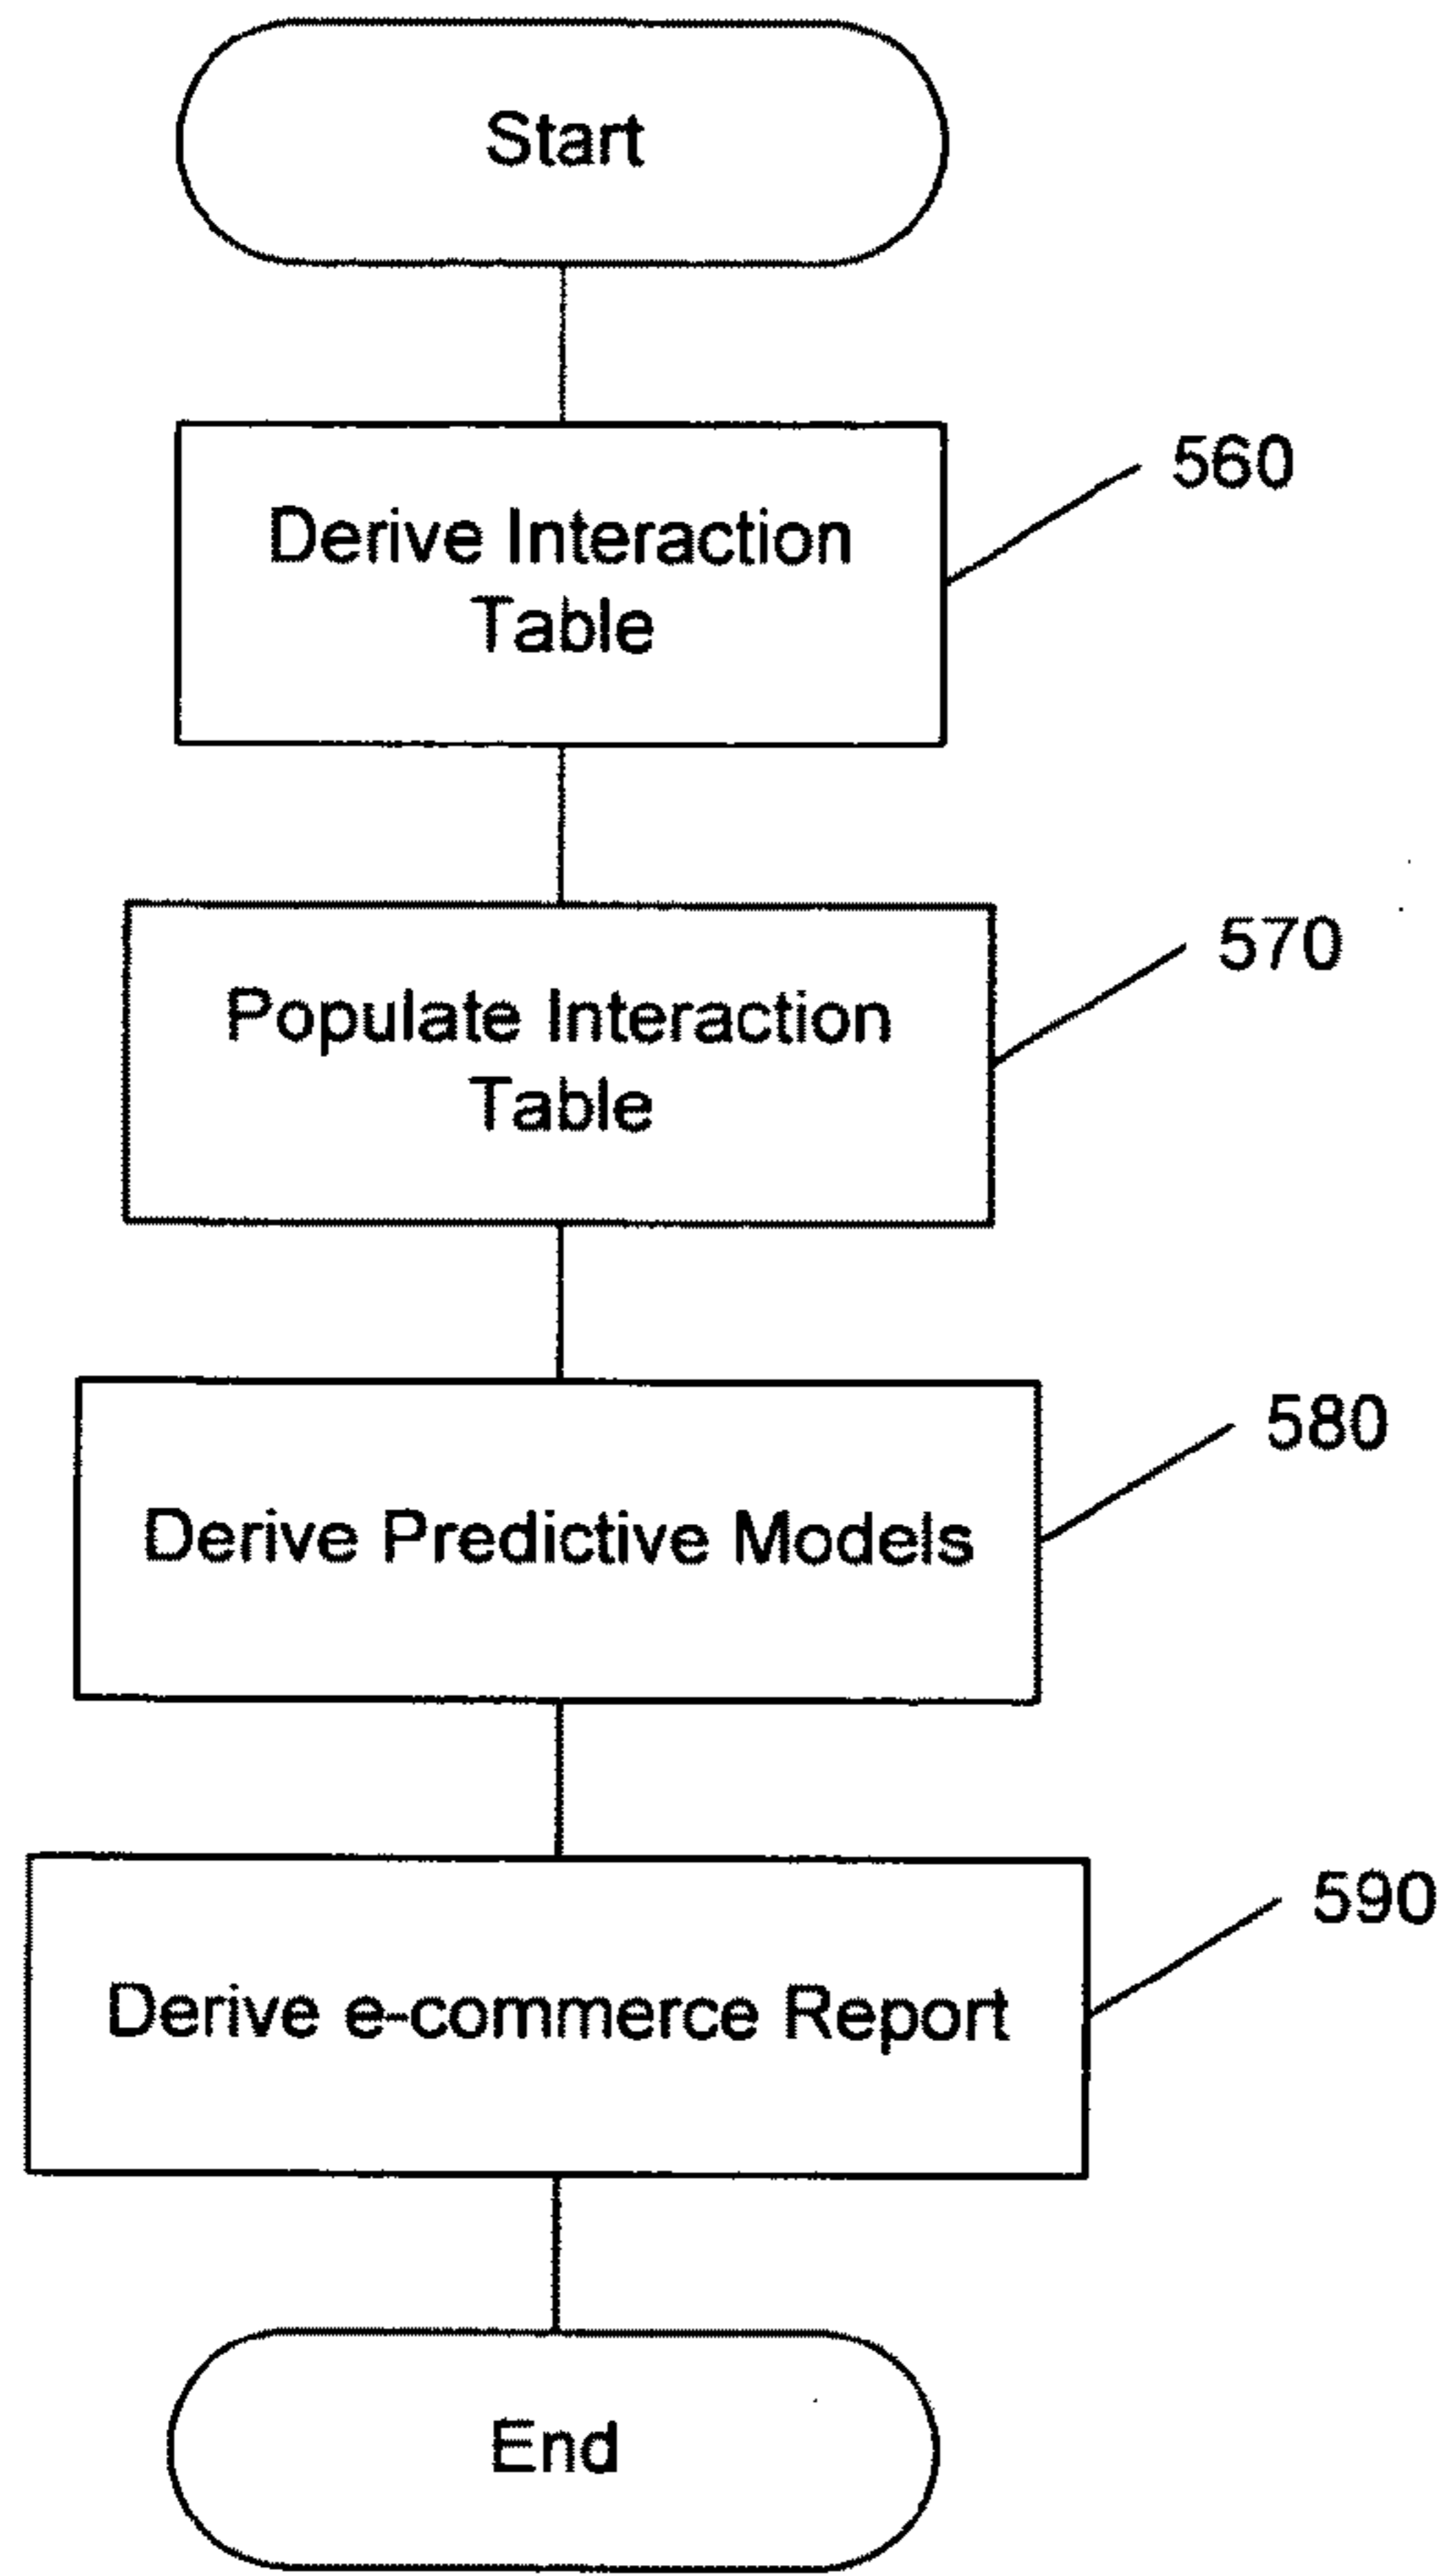 Start
560
Derive Interaction
Table
570
Populate Interaction
Table
580
Derive Predictive Models
590
Derive e-commerce Report
End